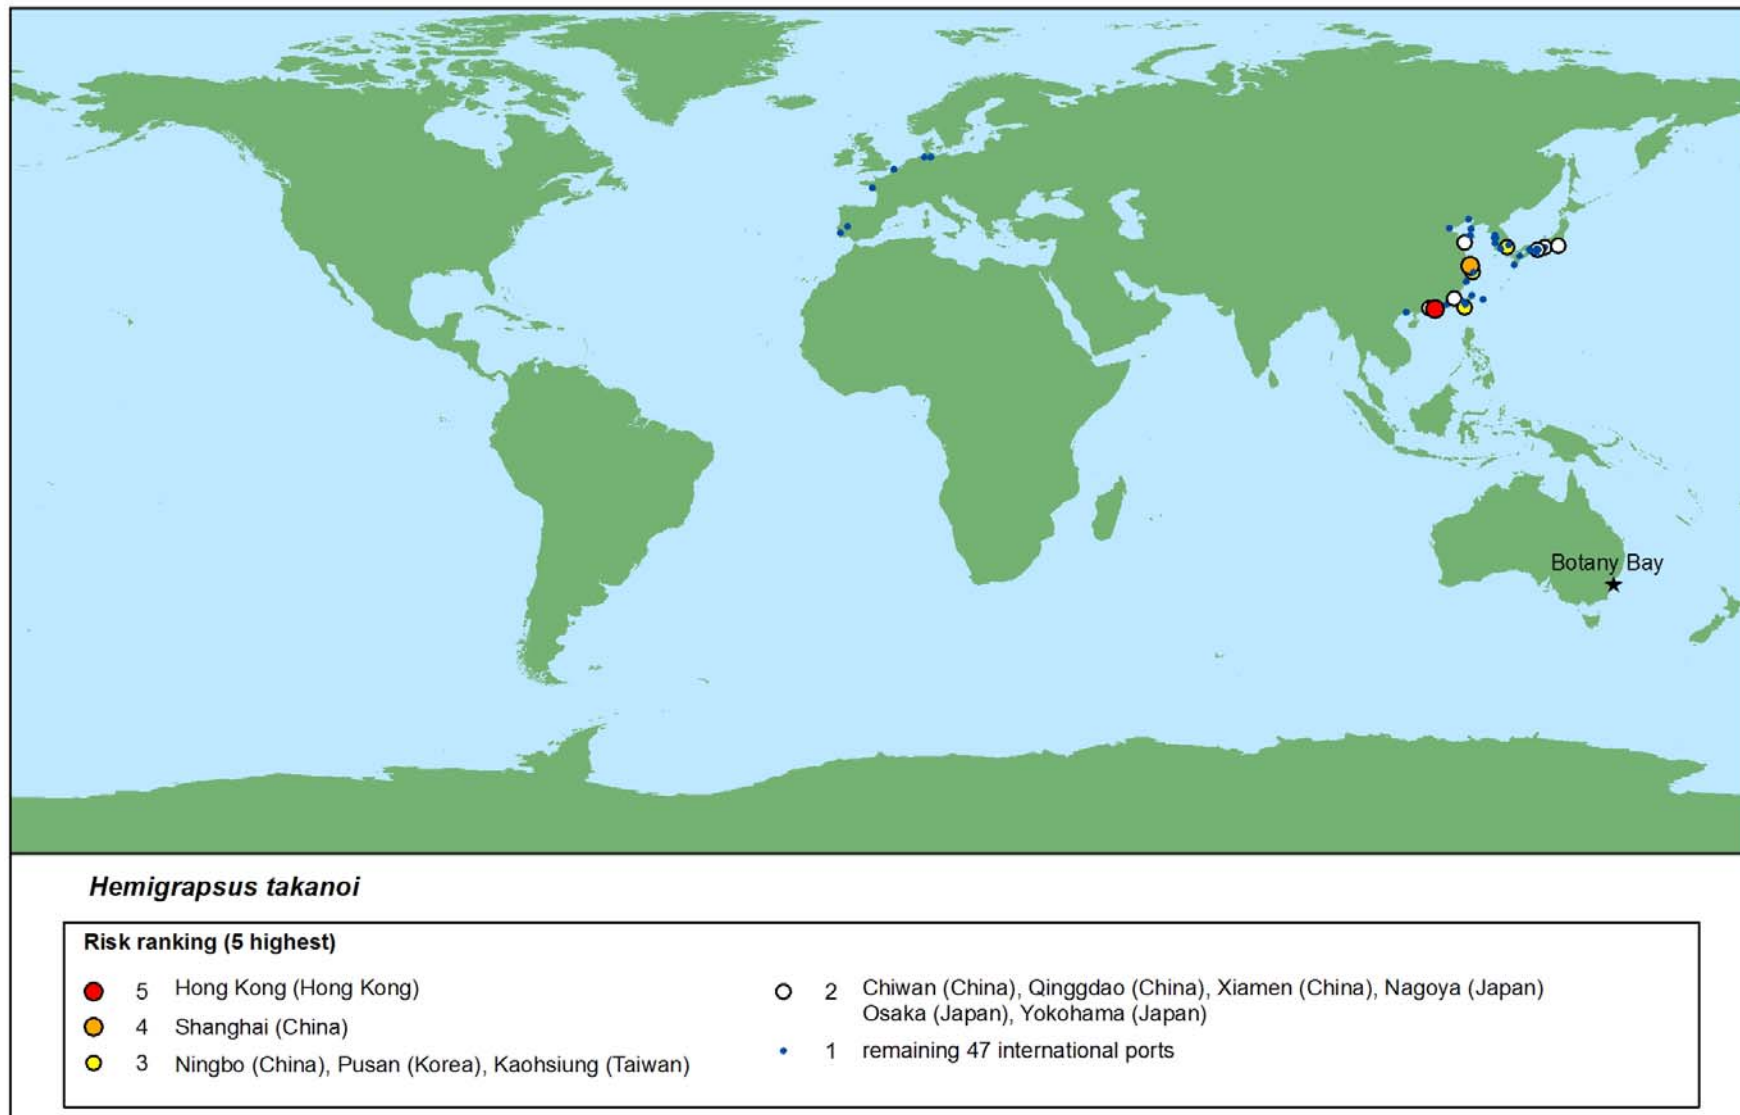 Botany Bay
Hemigrapsus takanoi
Risk ranking (5 highest)
5 Hong Kong (Hong Kong)
4 Shanghai (China)
3 Ningbo (China), Pusan (Korea), Kaohsiung (Taiwan)
2 Chiwan (China), Qinggdao (China), Xiamen (China), Nagoya (Japan)
Osaka (Japan), Yokohama (Japan)
1 remaining 47 international ports